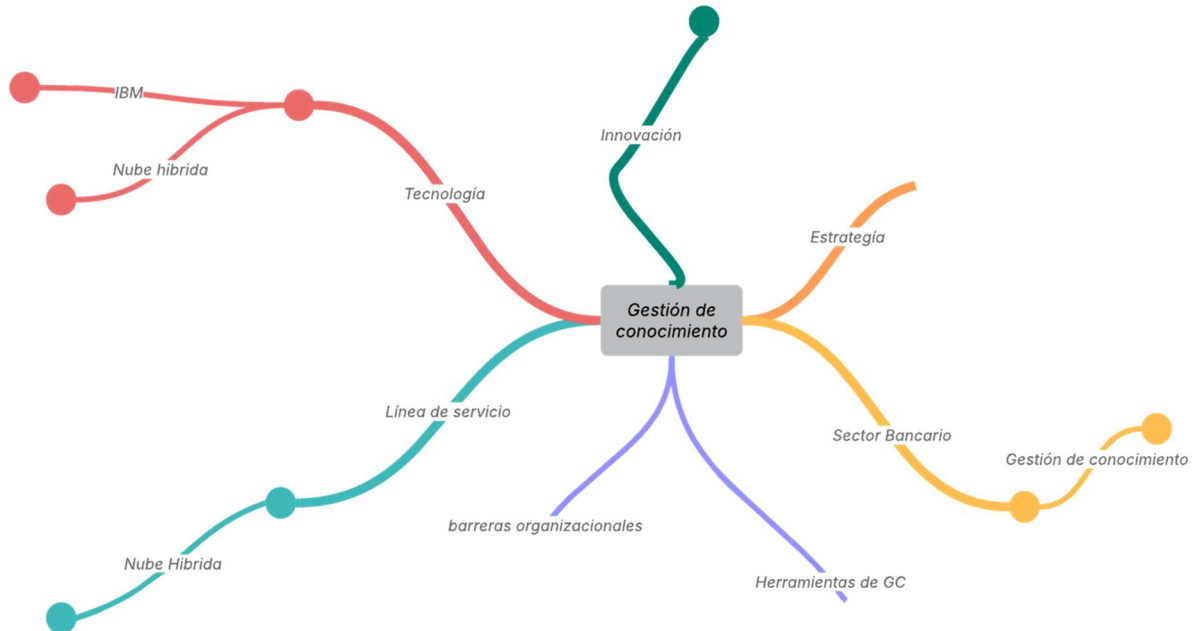 IBM
Innovación
Nube hibrida
Tecnología
Estrategía
Gestión de
conocimiento
Línea de servicio
Sector Bancario
Gestión de conocimiento
barreras organizacionales
Nube Hibrida
Herramientas de GC